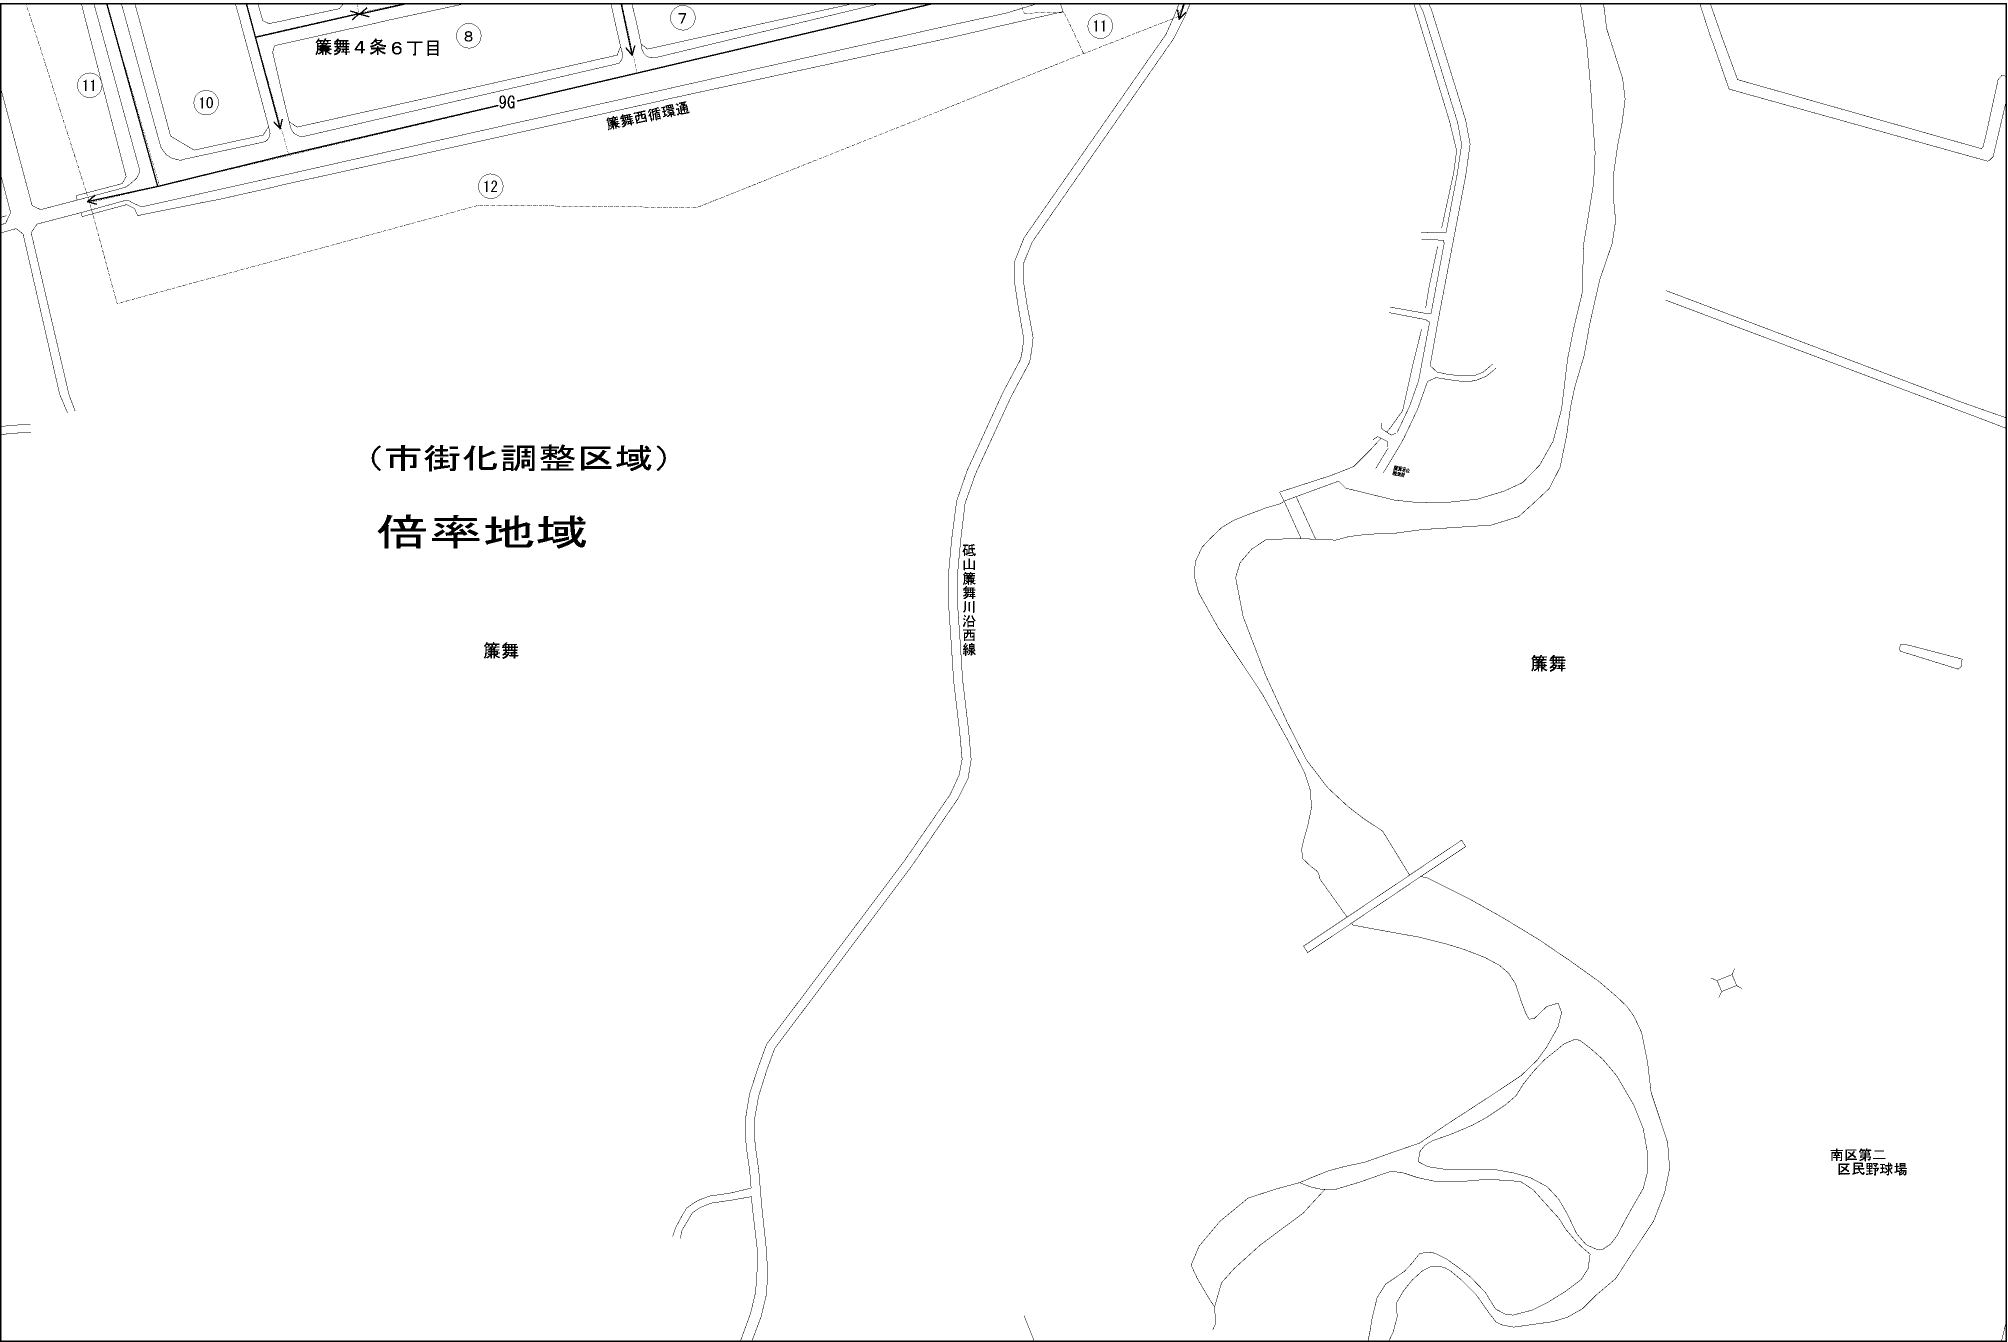 ⑦
⑧
簾舞４条６丁目
⑪
⑪
⑩
9G
簾舞西循環通
⑫
（市街化調整区域）
倍率地域
砥山簾舞川沿西線
簾舞
簾舞
南区第二
区民野球場